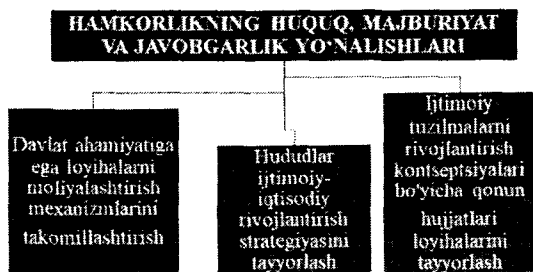 HAMKORLIKNING HUQUQ, MAJBURIYAT
VA JAVOBGARLIK YO‘NALISHLARI
Davlat ahamiyatiga
ega loyihalarni
moliyalashtirish
mexanizmlarini
takomillashtirish
Hududlar
ijtimoiy-
iqtisodiy
rivojlantirish
strategiyasini
tayyorlash
Ijtimoiy
tuzilmalarni
rivojlantirish
kontseptsiyalari
bo'yicha qonun
hujjatlari
loyihalarini
tayyorlash